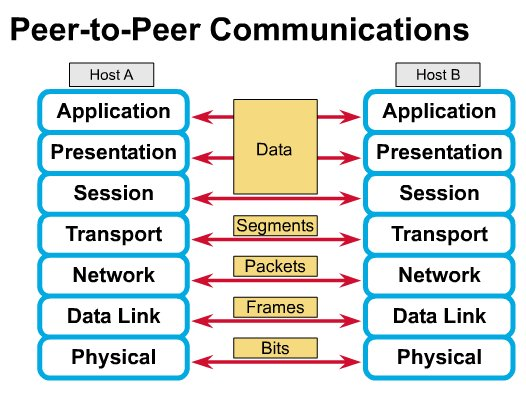 Peer-to-Peer Communications
Host A
Host B
Application
Application
Presentation
Data
Presentation
Session
Session
Transport
Segments
Transport
Network
Packets
Network
Data Link
Frames
Data Link
Physical
Bits
Physical